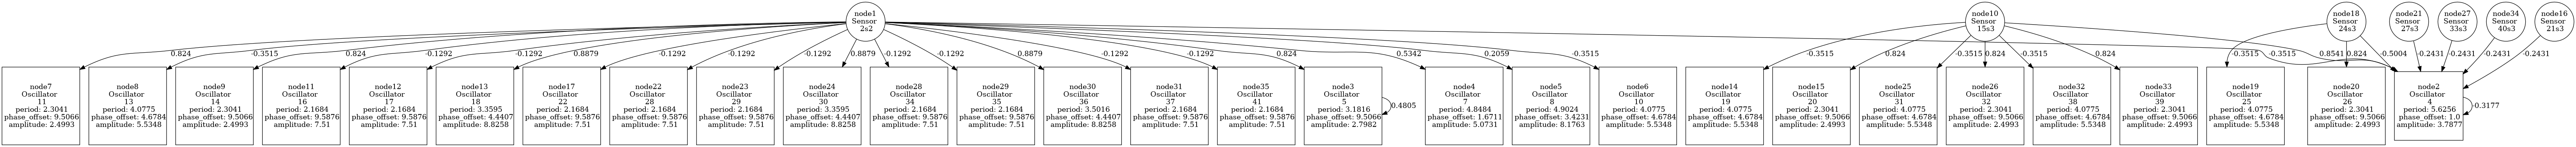 node1
Sensor
2s2
node10
Sensor
15s3
node18
Sensor
24s3
node21
Sensor
27s3
node27
Sensor
33s3
node34
Sensor
40s3
node16
Sensor
21s3
0.824
-0.3515
0.824
-0.1292
-0.1292
0.8879
-0.1292
-0.1292
-0.1292
0.8879
-0.1292
-0.1292
0.8879
-0.1292
-0.1292
0.824
0.5342
0.2059
-0.3515
-0.3515
0.824
-0.3515
0.824
-0.3515
0.824
-0.3515
0.8541
-0.3515
0.824
-0.5004
-0.2431
-0.2431
-0.2431
-0.2431
node7
Oscillator
11
period: 2.3041
phase_offset: 9.5066
amplitude: 2.4993
node8
Oscillator
13
period: 4.0775
phase_offset: 4.6784
amplitude: 5.5348
node9
Oscillator
14
period: 2.3041
phase_offset: 9.5066
amplitude: 2.4993
node11
Oscillator
16
period: 2.1684
phase_offset: 9.5876
amplitude: 7.51
node12
Oscillator
17
period: 2.1684
phase_offset: 9.5876
amplitude: 7.51
node13
Oscillator
18
period: 3.3595
phase_offset: 4.4407
amplitude: 8.8258
node17
Oscillator
22
period: 2.1684
phase_offset: 9.5876
amplitude: 7.51
node22
Oscillator
28
period: 2.1684
phase_offset: 9.5876
amplitude: 7.51
node23
Oscillator
29
period: 2.1684
phase_offset: 9.5876
amplitude: 7.51
node24
Oscillator
30
period: 3.3595
phase_offset: 4.4407
amplitude: 8.8258
node28
Oscillator
34
period: 2.1684
phase_offset: 9.5876
amplitude: 7.51
node29
Oscillator
35
period: 2.1684
phase_offset: 9.5876
amplitude: 7.51
node30
Oscillator
36
period: 3.5016
phase_offset: 4.4407
amplitude: 8.8258
node31
Oscillator
37
period: 2.1684
phase_offset: 9.5876
amplitude: 7.51
node35
Oscillator
41
period: 2.1684
phase_offset: 9.5876
amplitude: 7.51
node3
Oscillator
5
period: 3.1816
phase_offset: 9.5066
amplitude: 2.7982
0.4805
node4
Oscillator
7
period: 4.8484
phase_offset: 1.6711
amplitude: 5.0731
node5
Oscillator
8
period: 4.9024
phase_offset: 3.4231
amplitude: 8.1763
node6
Oscillator
10
period: 4.0775
phase_offset: 4.6784
amplitude: 5.5348
node14
Oscillator
19
period: 4.0775
phase_offset: 4.6784
amplitude: 5.5348
node15
Oscillator
20
period: 2.3041
phase_offset: 9.5066
amplitude: 2.4993
node25
Oscillator
31
period: 4.0775
phase_offset: 4.6784
amplitude: 5.5348
node26
Oscillator
32
period: 2.3041
phase_offset: 9.5066
amplitude: 2.4993
node32
Oscillator
38
period: 4.0775
phase_offset: 4.6784
amplitude: 5.5348
node33
Oscillator
39
period: 2.3041
phase_offset: 9.5066
amplitude: 2.4993
node19
Oscillator
25
period: 4.0775
phase_offset: 4.6784
amplitude: 5.5348
node20
Oscillator
26
period: 2.3041
phase_offset: 9.5066
amplitude: 2.4993
node2
Oscillator
4
period: 5.6256
phase_offset: 1.0
amplitude: 3.7877
-0.3177